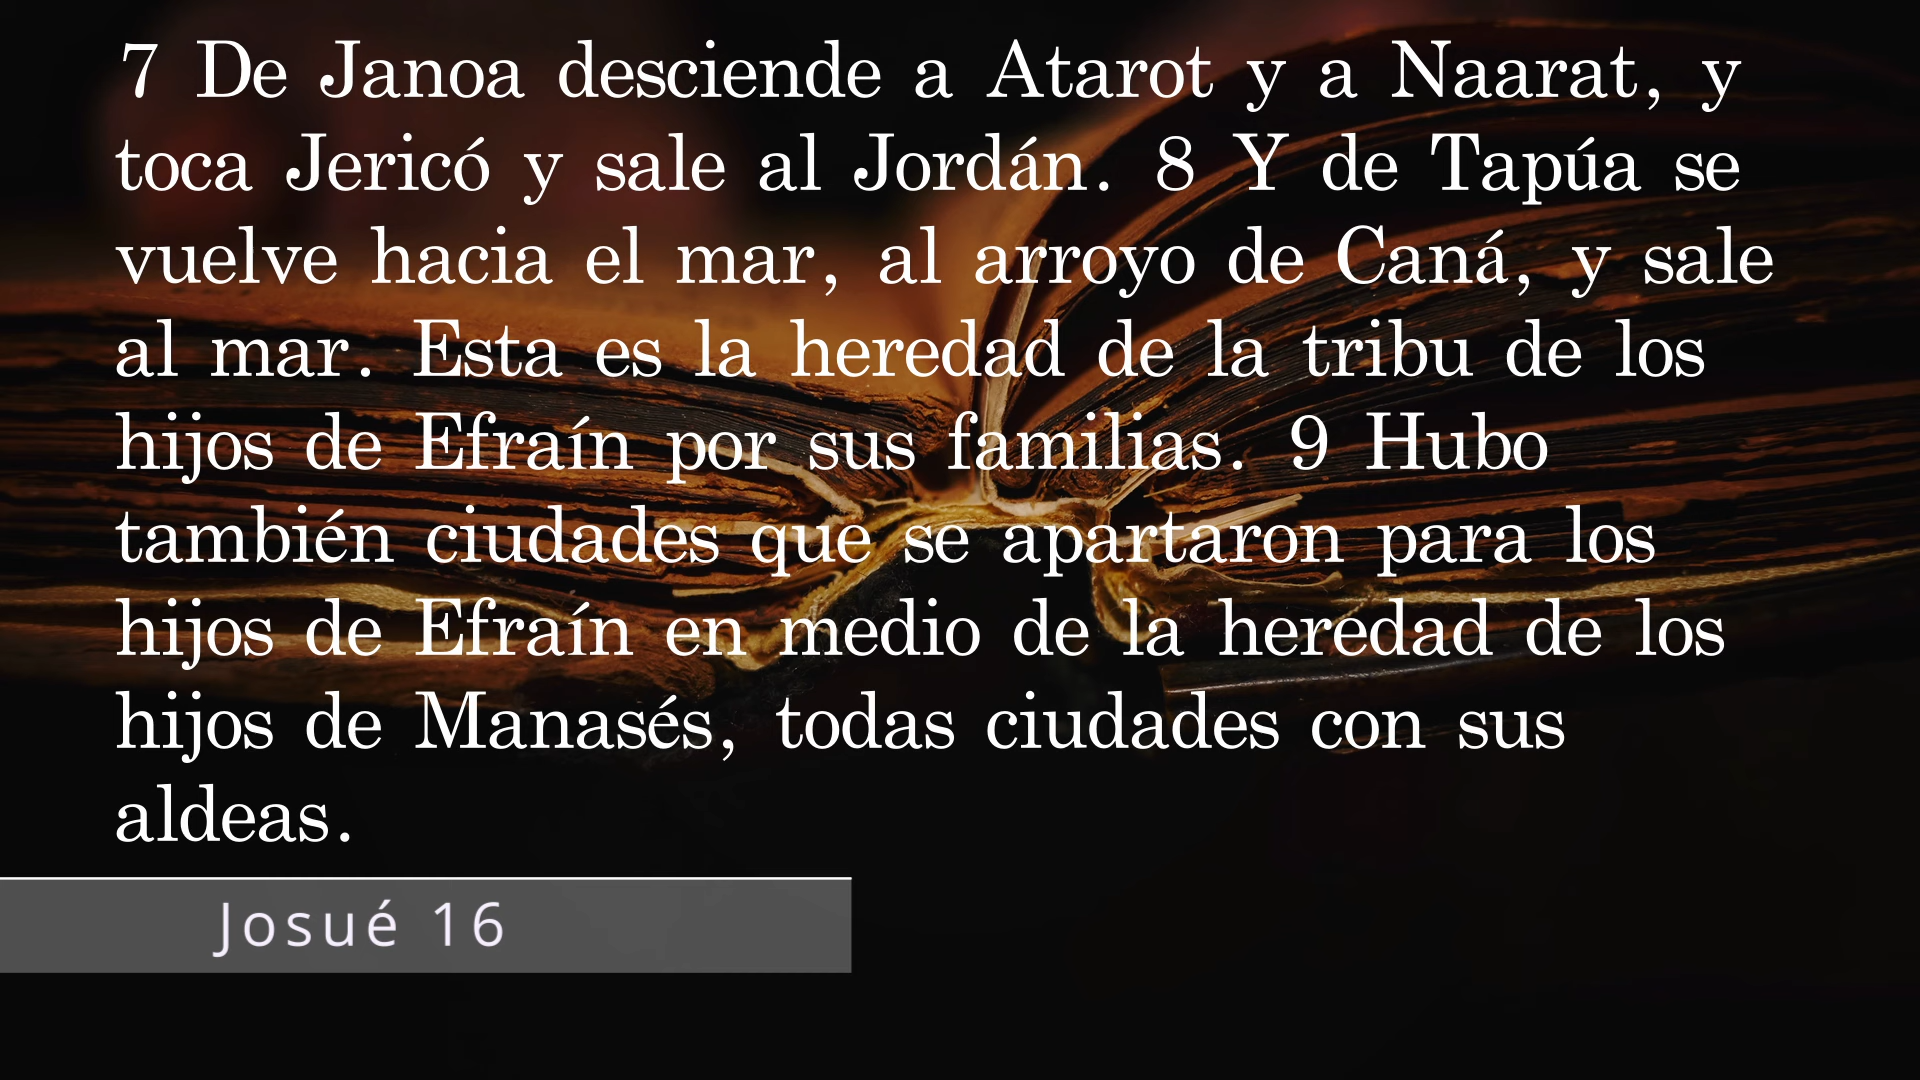 7 De Janoa desciende a Atarot y a Naarat, y
toca Jericó y sale al Jordán. 8 Y de Tapúa se
vuelve hacia el mar, al arroyo de Caná, y sale
al mar. Esta es la heredad de la tribu de los
hijos de Efraín por sus familias. 9 Hubo
también ciudades que se apartaron para los
hijos de Efraín en medio de la heredad de los
hijos de Manasés, todas ciudades con sus
aldeas.
Josué 16